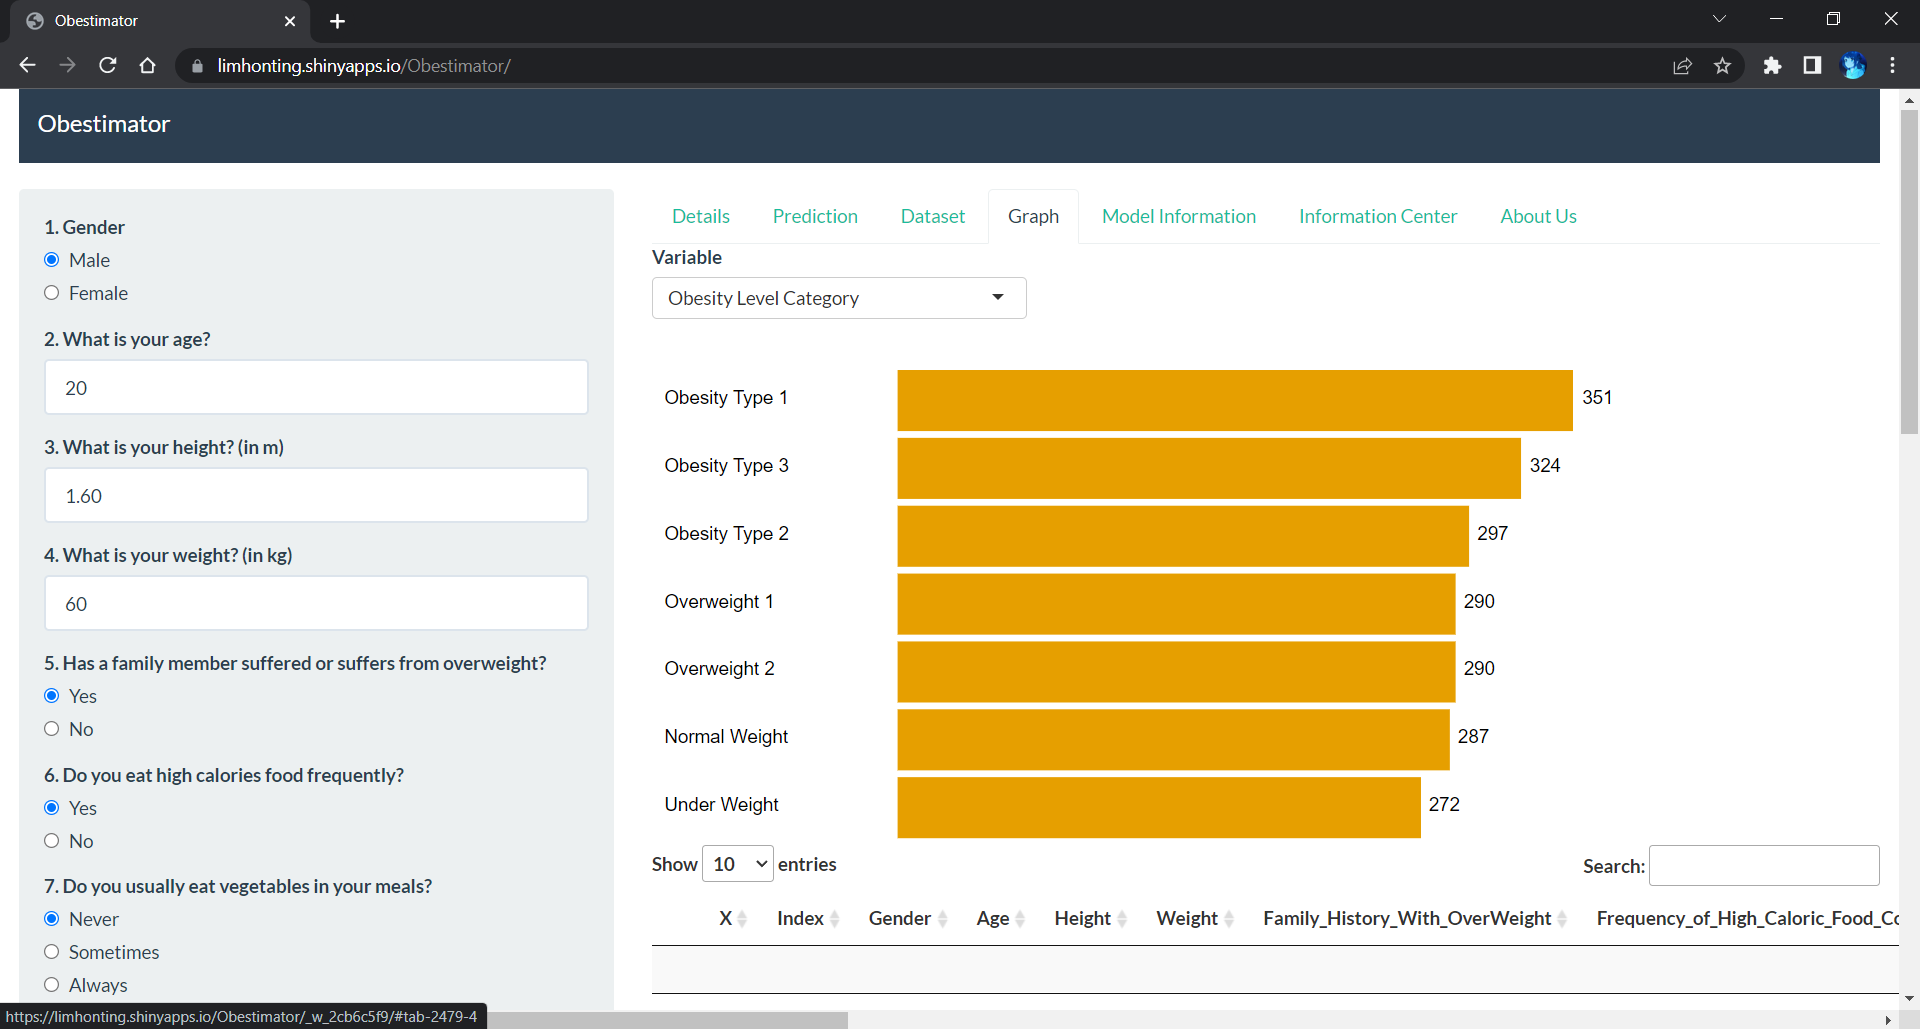 Obestimator
limhonting.shinyapps.io/Obestimator/
Obestimator
1. Gender
Male
Female
2. What is your age?
20
3. What is your height? (in m)
1.60
4. What is your weight? (in kg)
60
5. Has a family member suffered or suffers from overweight?
Yes
No
6. Do you eat high calories food frequently?
Yes
No
7. Do you usually eat vegetables in your meals?
Never
Sometimes
Always
https://limhonting.shinyapps.io/Obestimator/_w_2cb6c5f9/#tab-2479-4
Details Prediction Dataset Graph Model Information Information Center About Us
Variable
Obesity Level Category
Obesity Type 1 351
Obesity Type 3 324
Obesity Type 2 297
Overweight 1 290
Overweight 2 290
Normal Weight 287
Under Weight 272
Show 10 entries Search:
X Index Gender Age Height Weight Family_History_With_OverWeight Frequency_of_High_Caloric_Food_Co